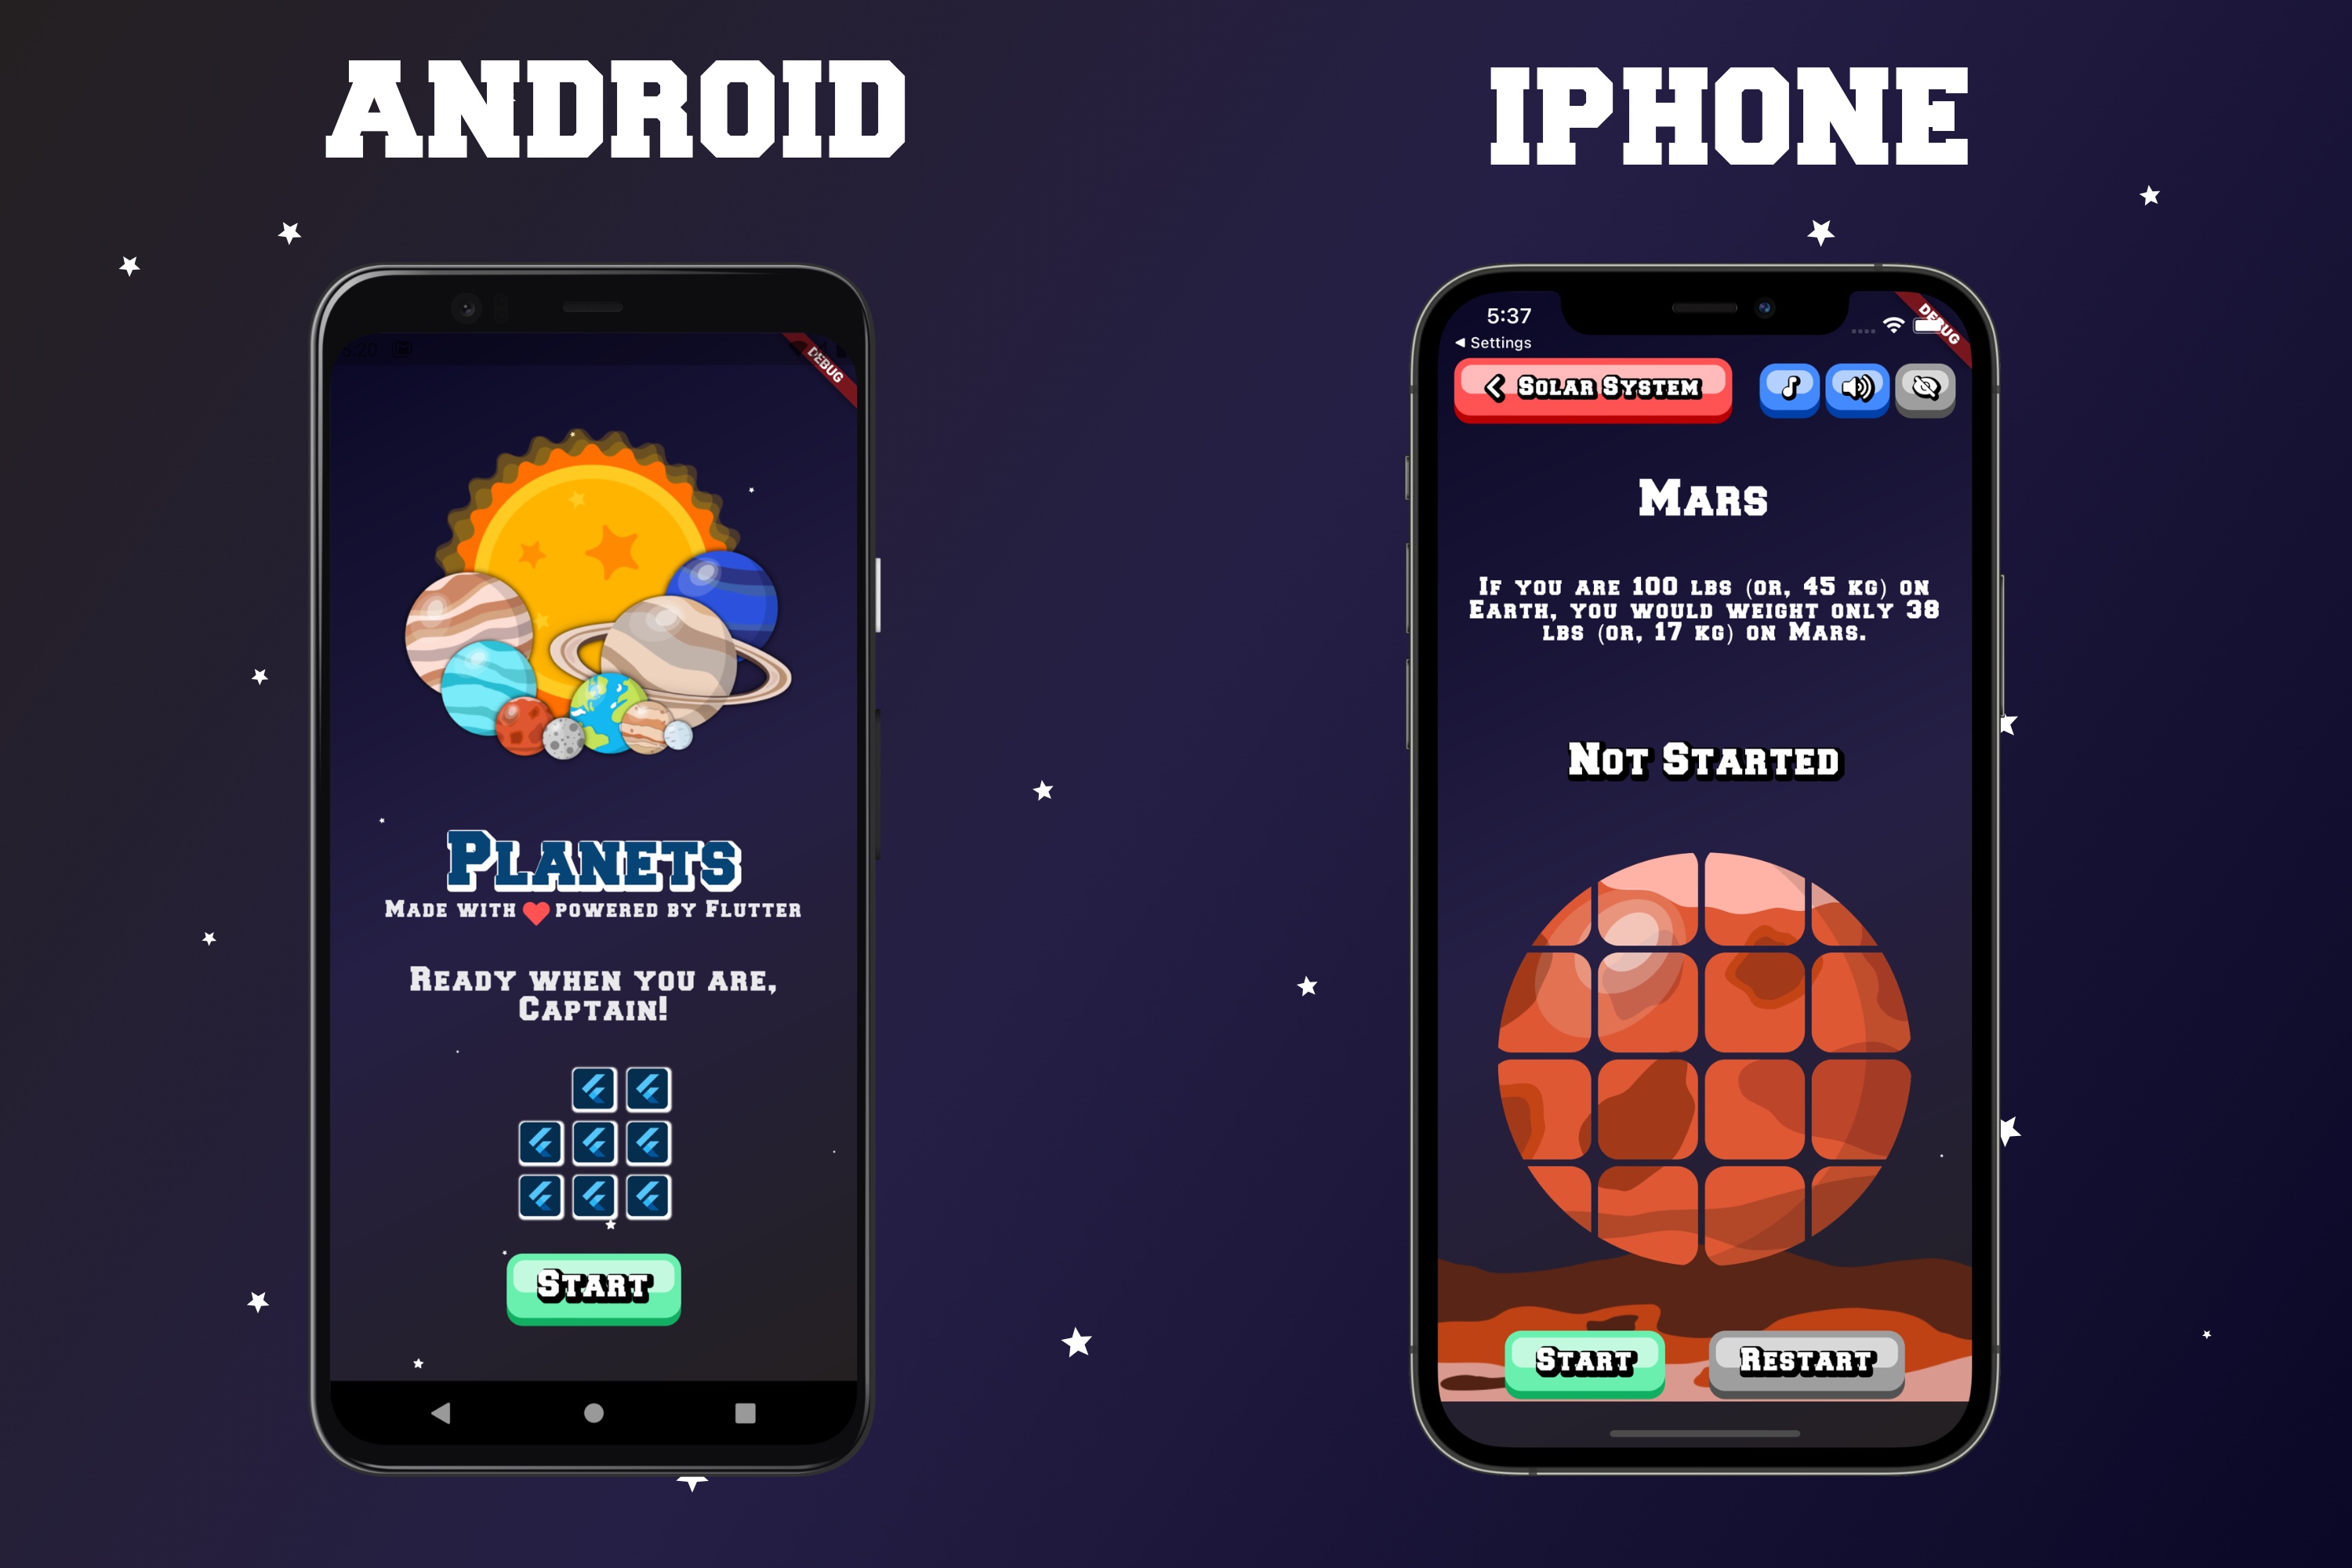 ANDROID
IPHONE
DEBUG
Planets
Made with powered by Flutter
Ready when you are,
Captain!
Start
5:37
Settings
DEBUG
Solar System
Mars
If you are 100 lbs (or, 45 kg) on
Earth, you would weight only 38
lbs (or, 17 kg) on Mars.
Not Started
Start
Restart